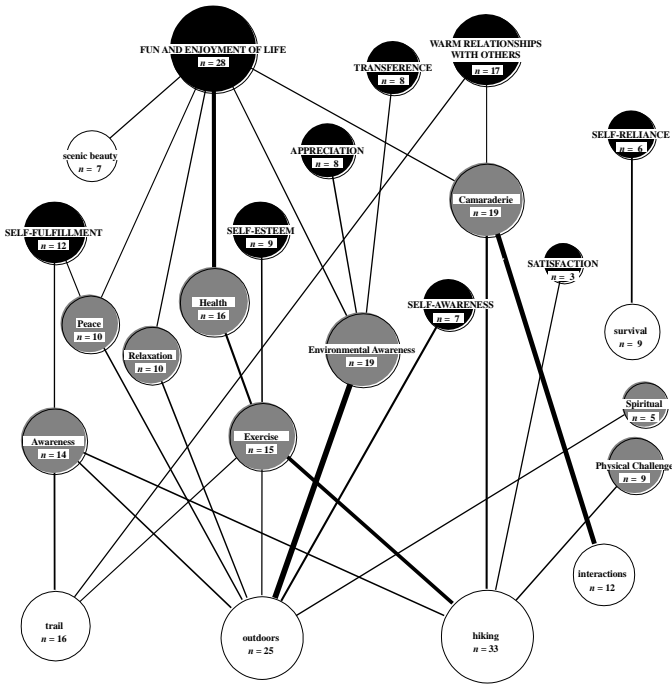 FUN AND ENJOYMENT OF LIFE
n = 28
WARM RELATIONSHIPS
WITH OTHERS
n = 17
TRANSFERENCE
n = 8
scenic beauty
n = 7
APPRECIATION
n = 8
SELF-RELIANCE
n = 6
Camaraderie
n = 19
SELF-FULFILLMENT
n = 12
SELF-ESTEEM
n = 9
SATISFACTION
n = 3
Health
n = 16
SELF-AWARENESS
n = 7
Peace
n = 10
Relaxation
n = 10
Environmental Awareness
n = 19
survival
n = 9
Spiritual
n = 5
Awareness
n = 14
Exercise
n = 15
Physical Challenge
n = 9
interactions
n = 12
trail
n = 16
outdoors
n = 25
hiking
n = 33